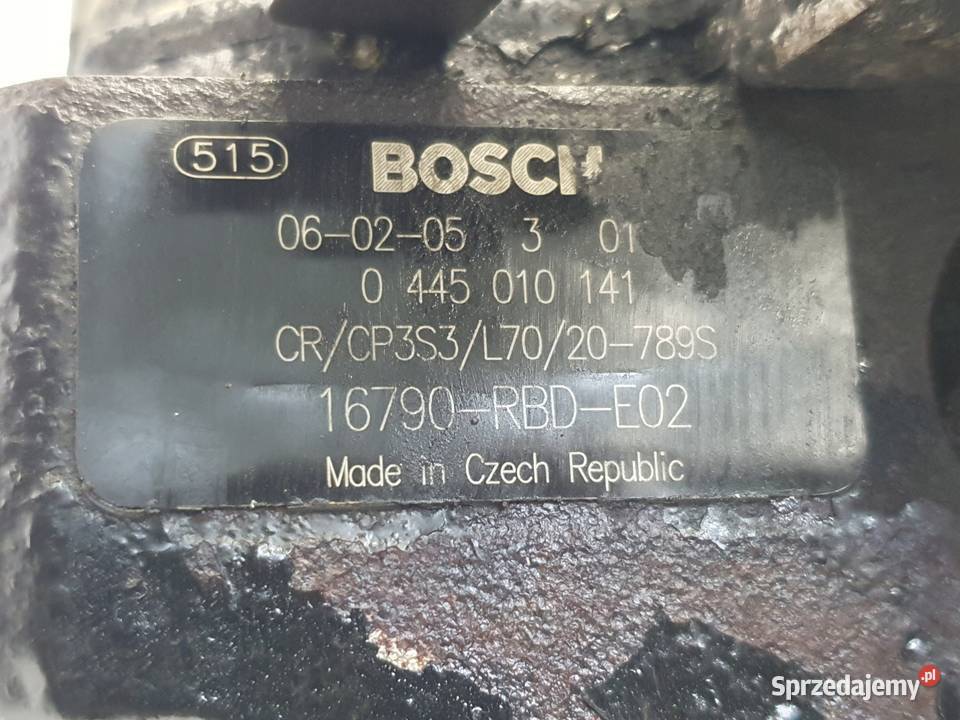 515 BOSCH
06-02-05 3 01
0 445 010 141
CR/CP3S3/L70/20-789S
16790-RBD-E02
Made in Czech Republic
Sprzedajemy.pl